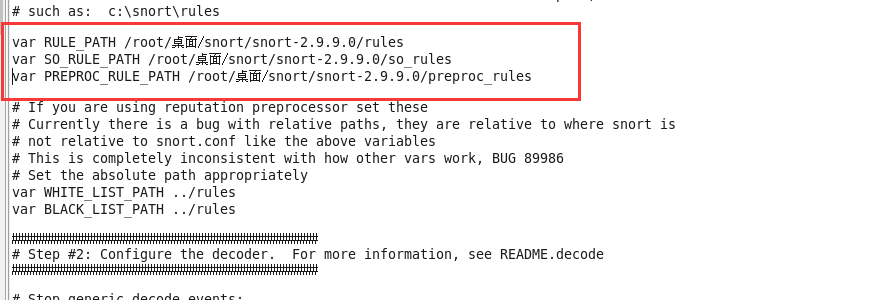 # such as:  c:\snort\rules
var RULE_PATH /root/桌面/snort/snort-2.9.9.0/rules
var SO_RULE_PATH /root/桌面/snort/snort-2.9.9.0/so_rules
var PREPROC_RULE_PATH /root/桌面/snort/snort-2.9.9.0/preproc_rules
# If you are using reputation preprocessor set these
# Currently there is a bug with relative paths, they are relative to where snort is
# not relative to snort.conf like the above variables
# This is completely inconsistent with how other vars work, BUG 89986
# Set the absolute path appropriately
var WHITE_LIST_PATH ../rules
var BLACK_LIST_PATH ../rules
###################################################
# Step #2: Configure the decoder.  For more information, see README.decode
###################################################
# Stop generic decode events: